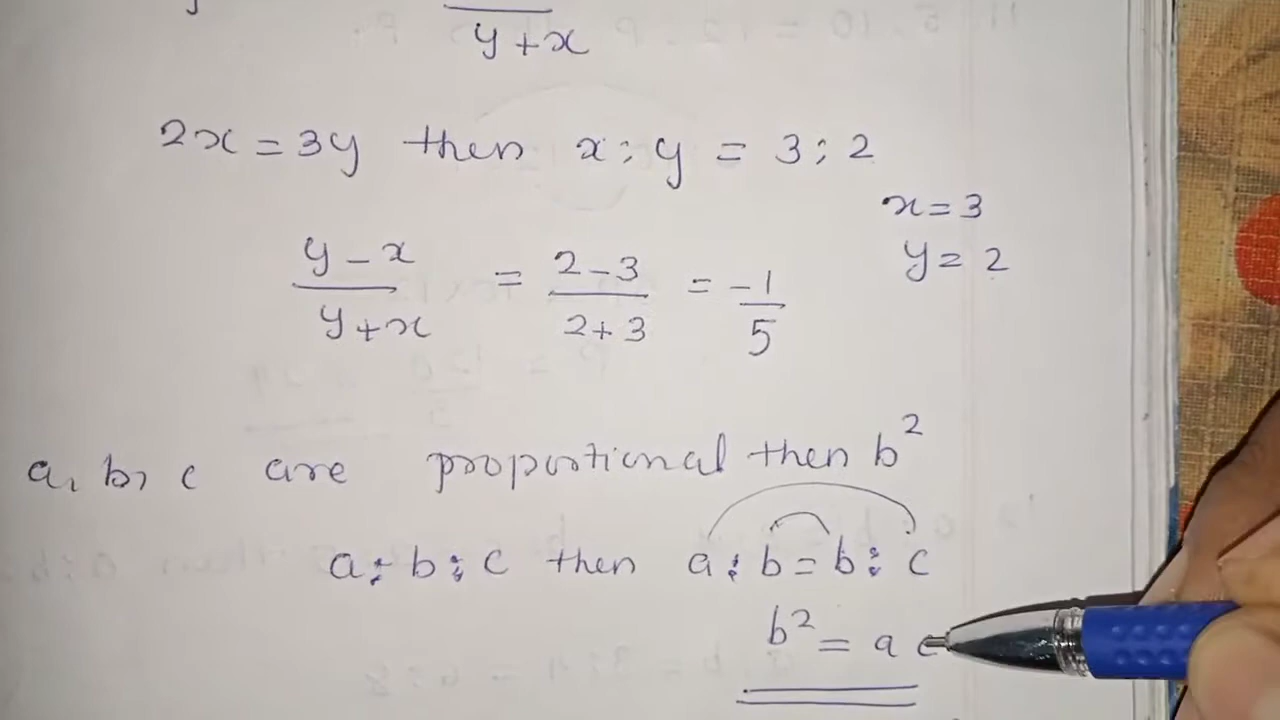 y+x
2x = 3y then x : y = 3 : 2
x = 3
y = 2
y - x / y + x = 2 - 3 / 2 + 3 = -1 / 5
a, b, c are proportional then b²
a : b : c then a : b = b : c
b² = a c